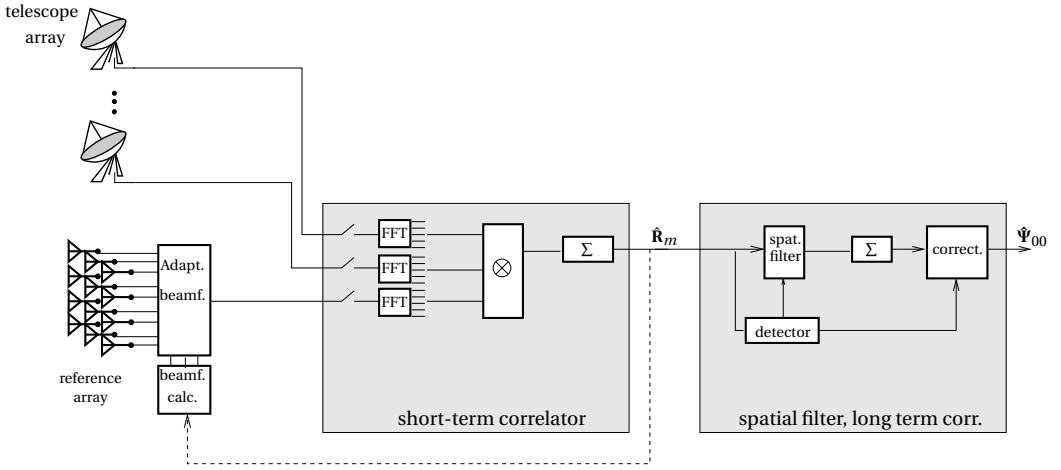 telescope
array
Adapt.
beamf.
beamf.
calc.
reference
array
FFT
FFT
FFT
⊗
Σ
short-term correlator
R̂m
spat.
filter
Σ
correct.
detector
Ψ̂00
spatial filter, long term corr.